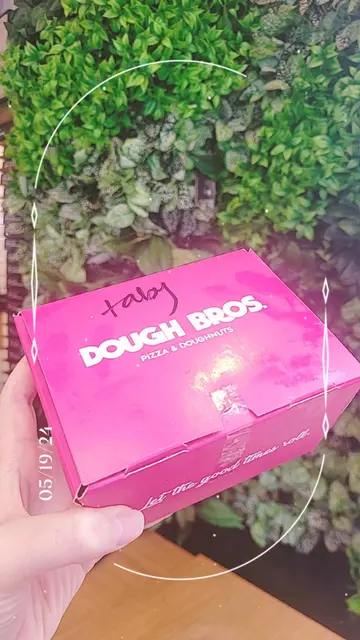 taby
DOUGH BROS.
PIZZA & DOUGHNUTS
let the good times roll.
05/19/24